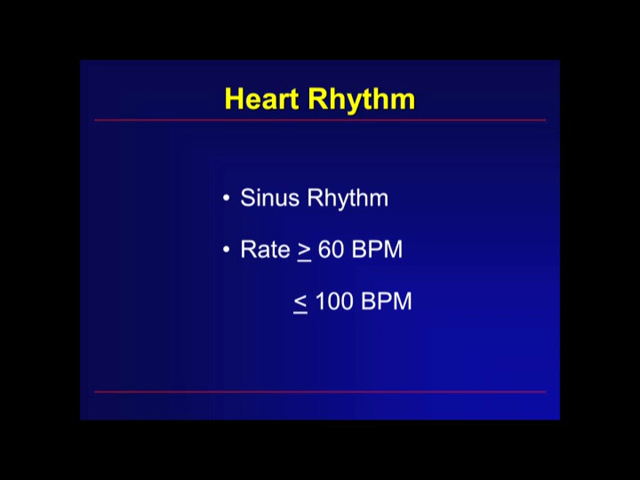 Heart Rhythm
• Sinus Rhythm
• Rate ≥ 60 BPM
≤ 100 BPM